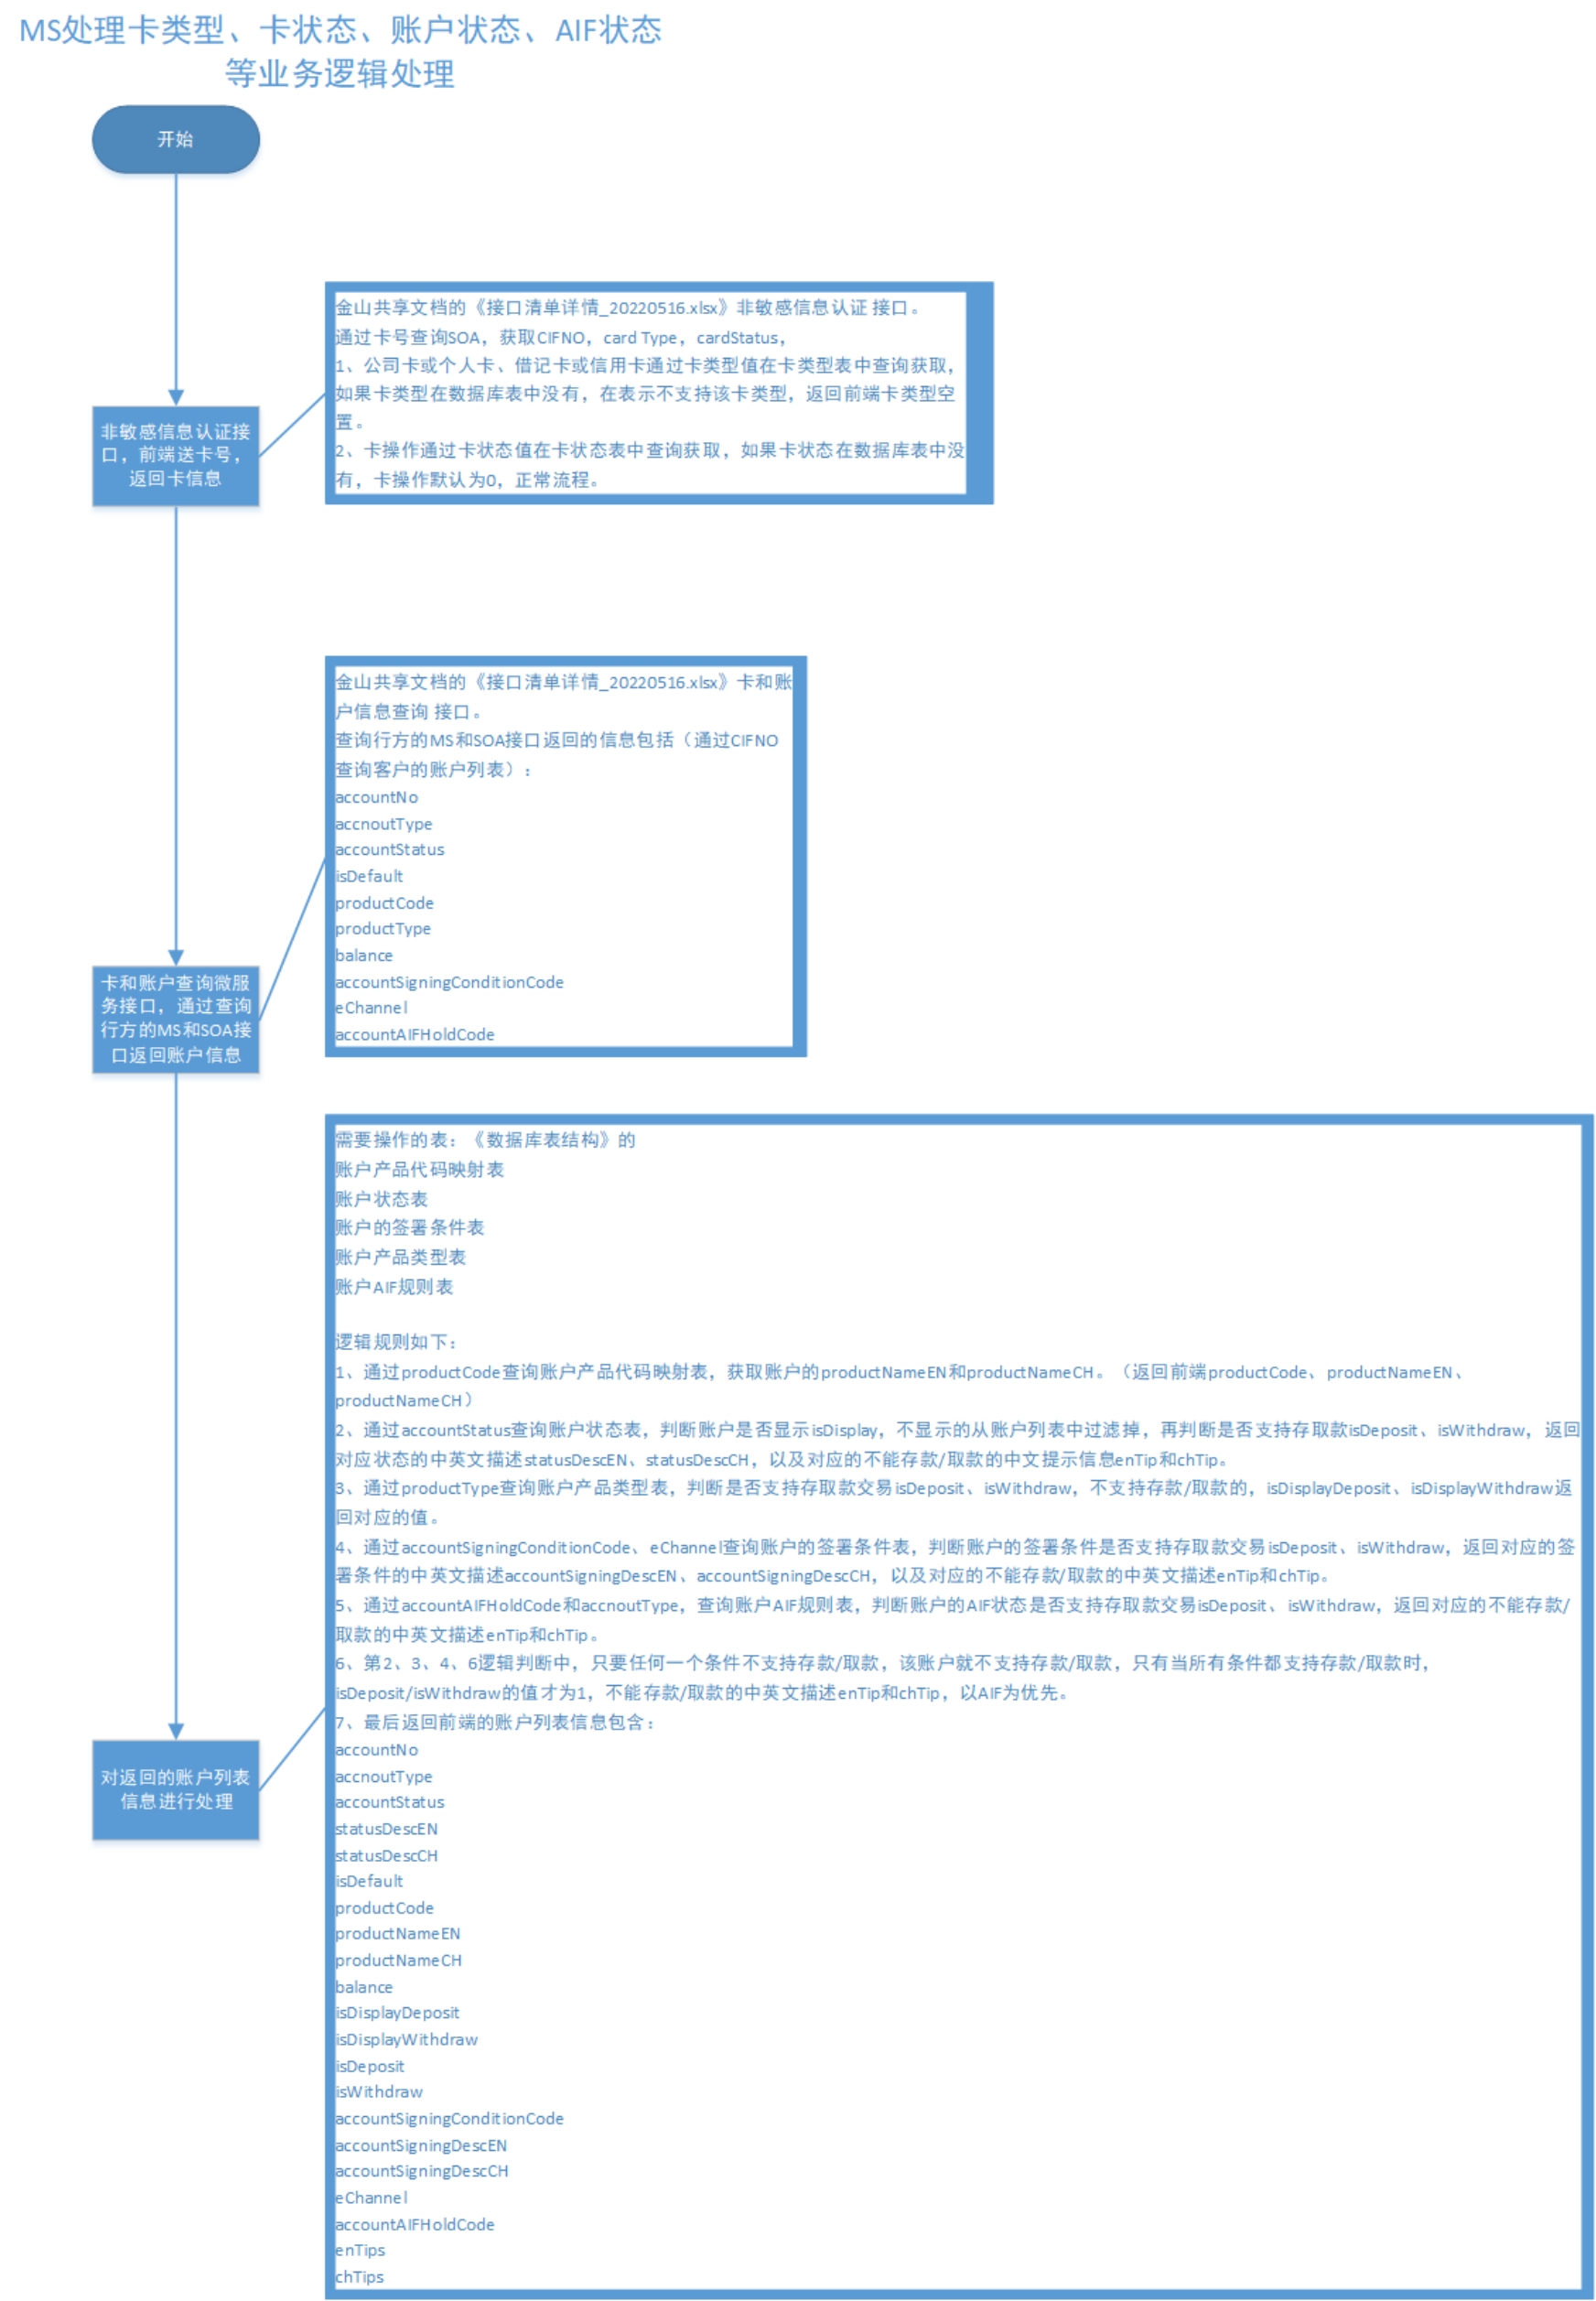 MS处理卡类型、卡状态、账户状态、AIF状态
等业务逻辑处理
开始
金山共享文档的《接口清单详情_20220516.xlsx》非敏感信息认证 接口。
通过卡号查询SOA，获取CIFNO，card Type，cardStatus，
1、公司卡或个人卡、借记卡或信用卡通过卡类型值在卡类型表中查询获取，
如果卡类型在数据库表中没有，在表示不支持该卡类型，返回前端卡类型空
置。
2、卡操作通过卡状态值在卡状态表中查询获取，如果卡状态在数据库表中没
有，卡操作默认为0，正常流程。
非敏感信息认证接
口，前端送卡号，
返回卡信息
金山共享文档的《接口清单详情_20220516.xlsx》卡和账
户信息查询 接口。
查询行方的MS和SOA接口返回的信息包括（通过CIFNO
查询客户的账户列表）：
accountNo
accnoutType
accountStatus
isDefault
productCode
productType
balance
accountSigningConditionCode
eChannel
accountAIFHoldCode
卡和账户查询微服
务接口，通过查询
行方的MS和SOA接
口返回账户信息
需要操作的表：《数据库表结构》的
账户产品代码映射表
账户状态表
账户的签署条件表
账户产品类型表
账户AIF规则表
逻辑规则如下：
1、通过productCode查询账户产品代码映射表，获取账户的productNameEN和productNameCH。（返回前端productCode、productNameEN、
productNameCH）
2、通过accountStatus查询账户状态表，判断账户是否显示isDisplay，不显示的从账户列表中过滤掉，再判断是否支持存取款isDeposit、isWithdraw，返回
对应状态的中英文描述statusDescEN、statusDescCH，以及对应的不能存款/取款的中文提示信息enTip和chTip。
3、通过productType查询账户产品类型表，判断是否支持存取款交易isDeposit、isWithdraw，不支持存款/取款的，isDisplayDeposit、isDisplayWithdraw返
回对应的值。
4、通过accountSigningConditionCode、eChannel查询账户的签署条件表，判断账户的签署条件是否支持存取款交易isDeposit、isWithdraw，返回对应的签
署条件的中英文描述accountSigningDescEN、accountSigningDescCH，以及对应的不能存款/取款的中英文描述enTip和chTip。
5、通过accountAIFHoldCode和accnoutType，查询账户AIF规则表，判断账户的AIF状态是否支持存取款交易isDeposit、isWithdraw，返回对应的不能存款/
取款的中英文描述enTip和chTip。
6、第2、3、4、6逻辑判断中，只要任何一个条件不支持存款/取款，该账户就不支持存款/取款，只有当所有条件都支持存款/取款时，
isDeposit/isWithdraw的值才为1，不能存款/取款的中英文描述enTip和chTip，以AIF为优先。
7、最后返回前端的账户列表信息包含：
accountNo
accnoutType
accountStatus
statusDescEN
statusDescCH
isDefault
productCode
productNameEN
productNameCH
balance
isDisplayDeposit
isDisplayWithdraw
isDeposit
isWithdraw
accountSigningConditionCode
accountSigningDescEN
accountSigningDescCH
eChannel
accountAIFHoldCode
enTips
chTips
对返回的账户列表
信息进行处理